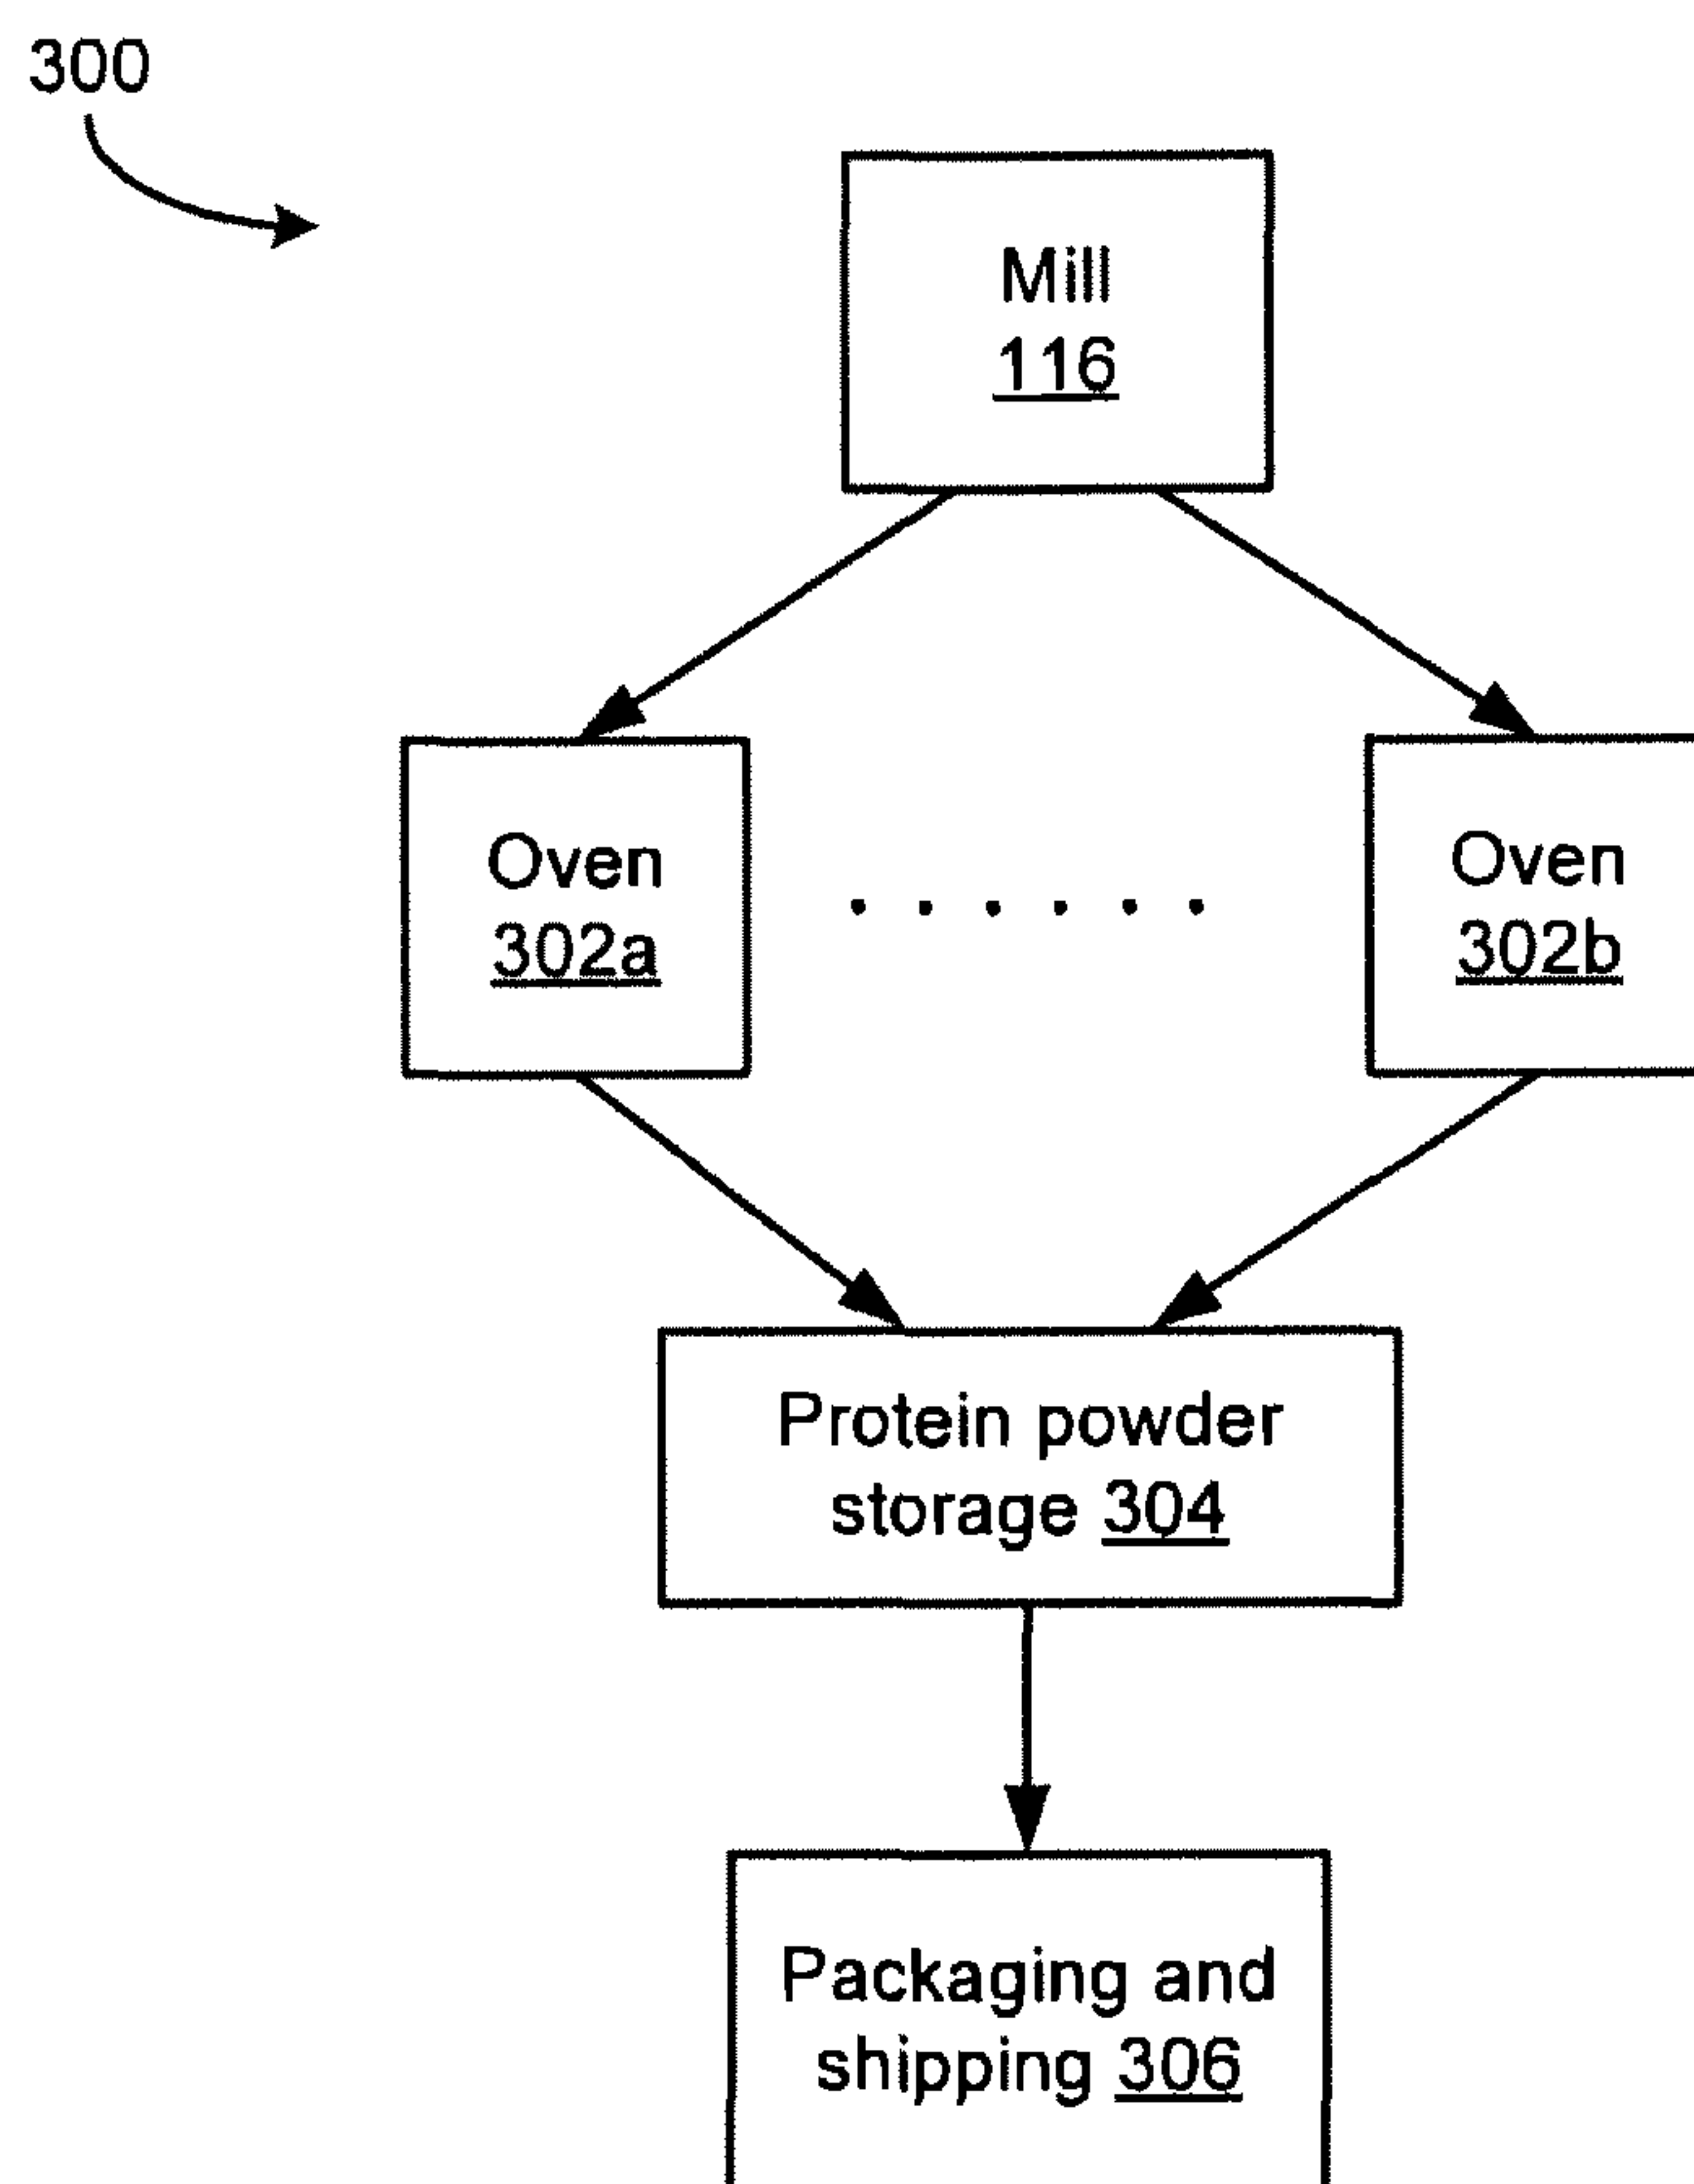 300
Mill
116
Oven
302a
Oven
302b
Protein powder
storage 304
Packaging and
shipping 306